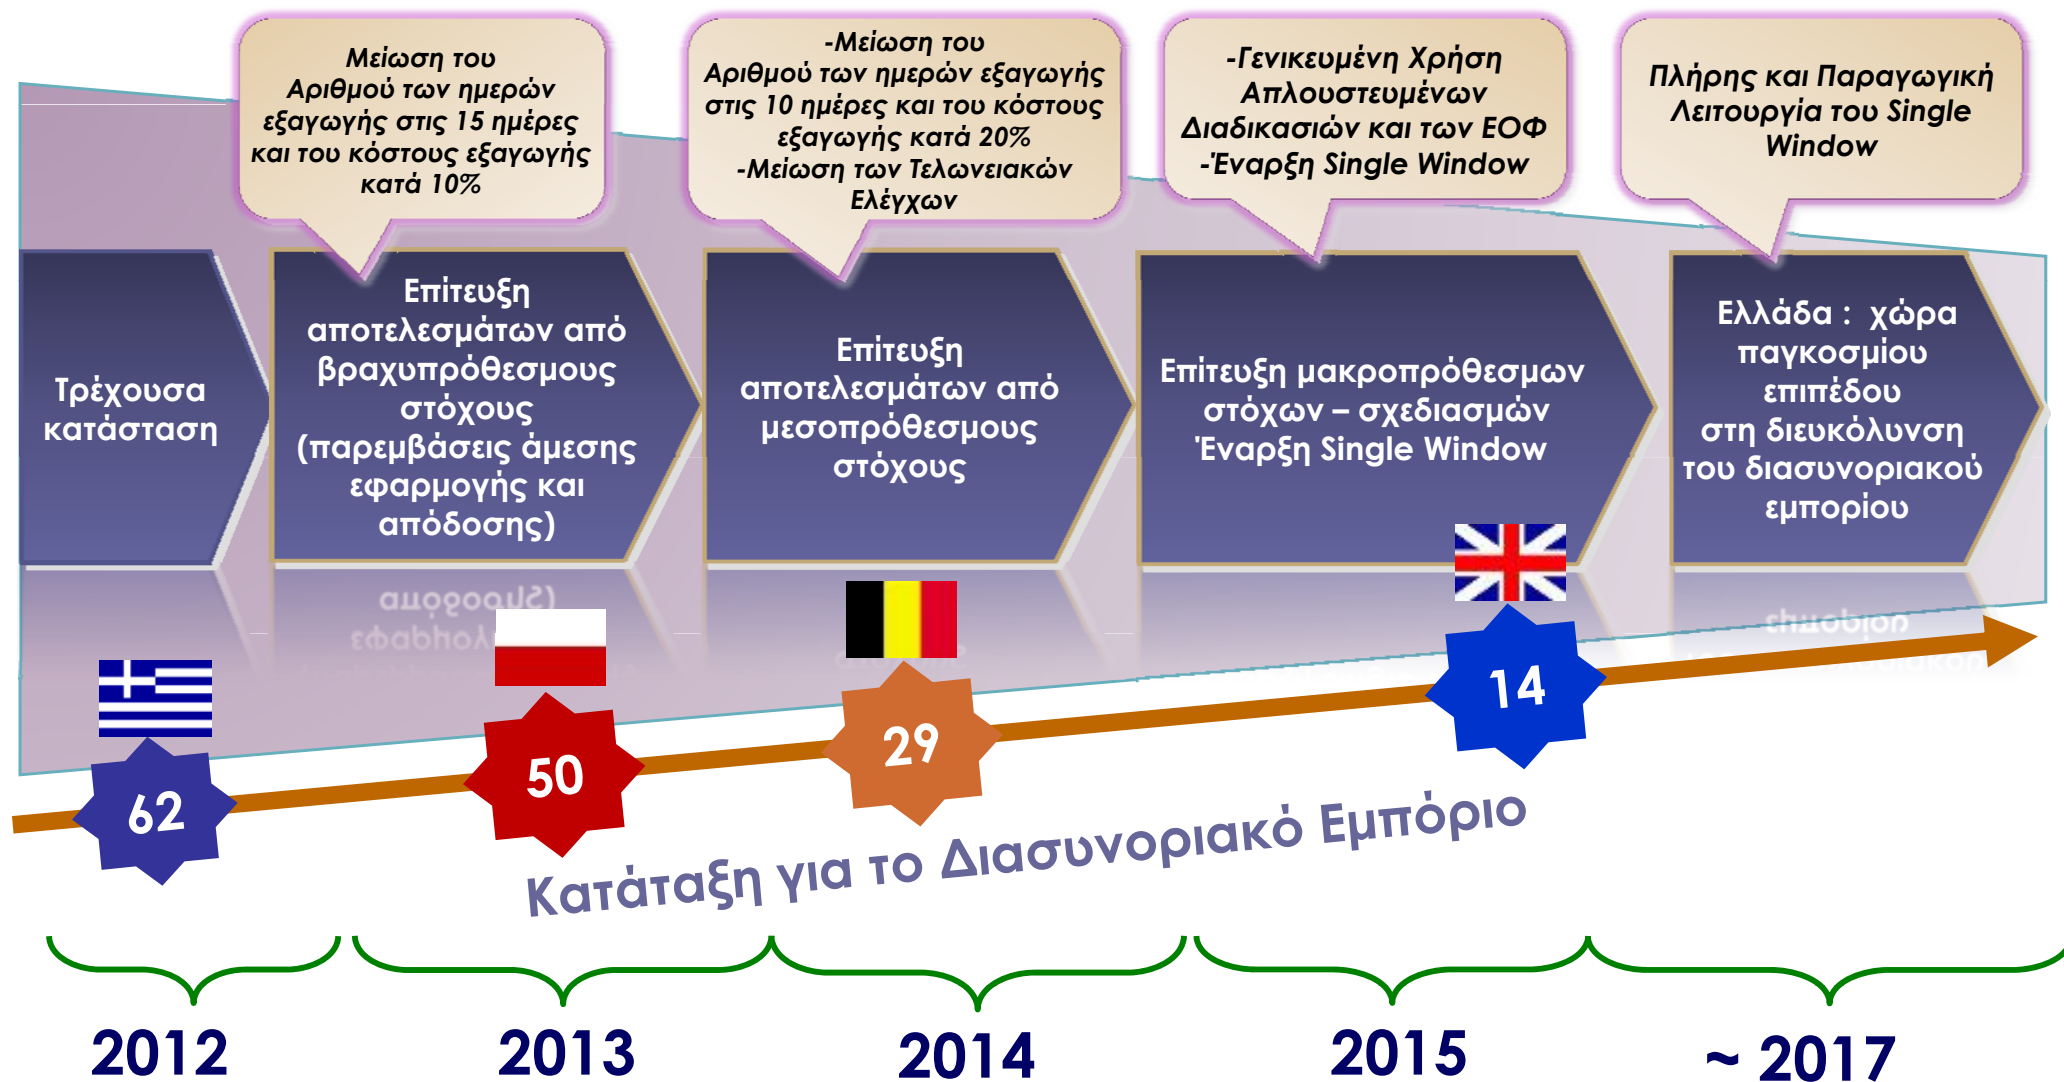 Μείωση του
Αριθμού των ημερών
εξαγωγής στις 15 ημέρες
και του κόστους εξαγωγής
κατά 10%
-Μείωση του
Αριθμού των ημερών εξαγωγής
στις 10 ημέρες και του κόστους
εξαγωγής κατά 20%
-Μείωση των Τελωνειακών
Ελέγχων
-Γενικευμένη Χρήση
Απλουστευμένων
Διαδικασιών και των ΕΟΦ
-Έναρξη Single Window
Πλήρης και Παραγωγική
Λειτουργία του Single
Window
Τρέχουσα
κατάσταση
Επίτευξη
αποτελεσμάτων από
βραχυπρόθεσμους
στόχους
(παρεμβάσεις άμεσης
εφαρμογής και
απόδοσης)
Επίτευξη
αποτελεσμάτων από
μεσοπρόθεσμους
στόχους
Επίτευξη μακροπρόθεσμων
στόχων – σχεδιασμών
Έναρξη Single Window
Ελλάδα : χώρα
παγκοσμίου
επιπέδου
στη διευκόλυνση
του διασυνοριακού
εμπορίου
62
50
29
14
Κατάταξη για το Διασυνοριακό Εμπόριο
2012
2013
2014
2015
~ 2017